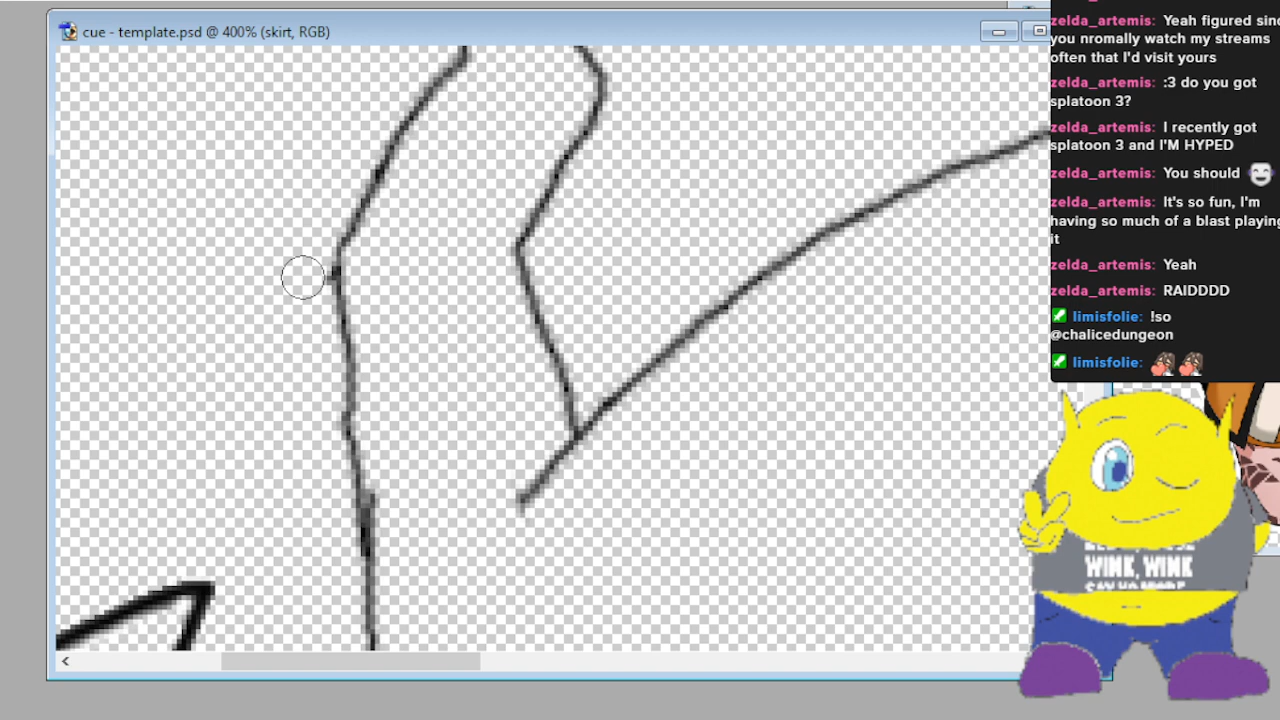 cue - template.psd @ 400% (skirt, RGB)
zelda_artemis: Yeah figured sinc
you nromally watch my streams
often that I'd visit yours
zelda_artemis: :3 do you got
splatoon 3?
zelda_artemis: I recently got
splatoon 3 and I'M HYPED
zelda_artemis: You should
zelda_artemis: It's so fun, I'm
having so much of a blast playing
it
zelda_artemis: Yeah
zelda_artemis: RAIDDDD
limisfolie: !so
@chalicedungeon
limisfolie:
WINK, WINK